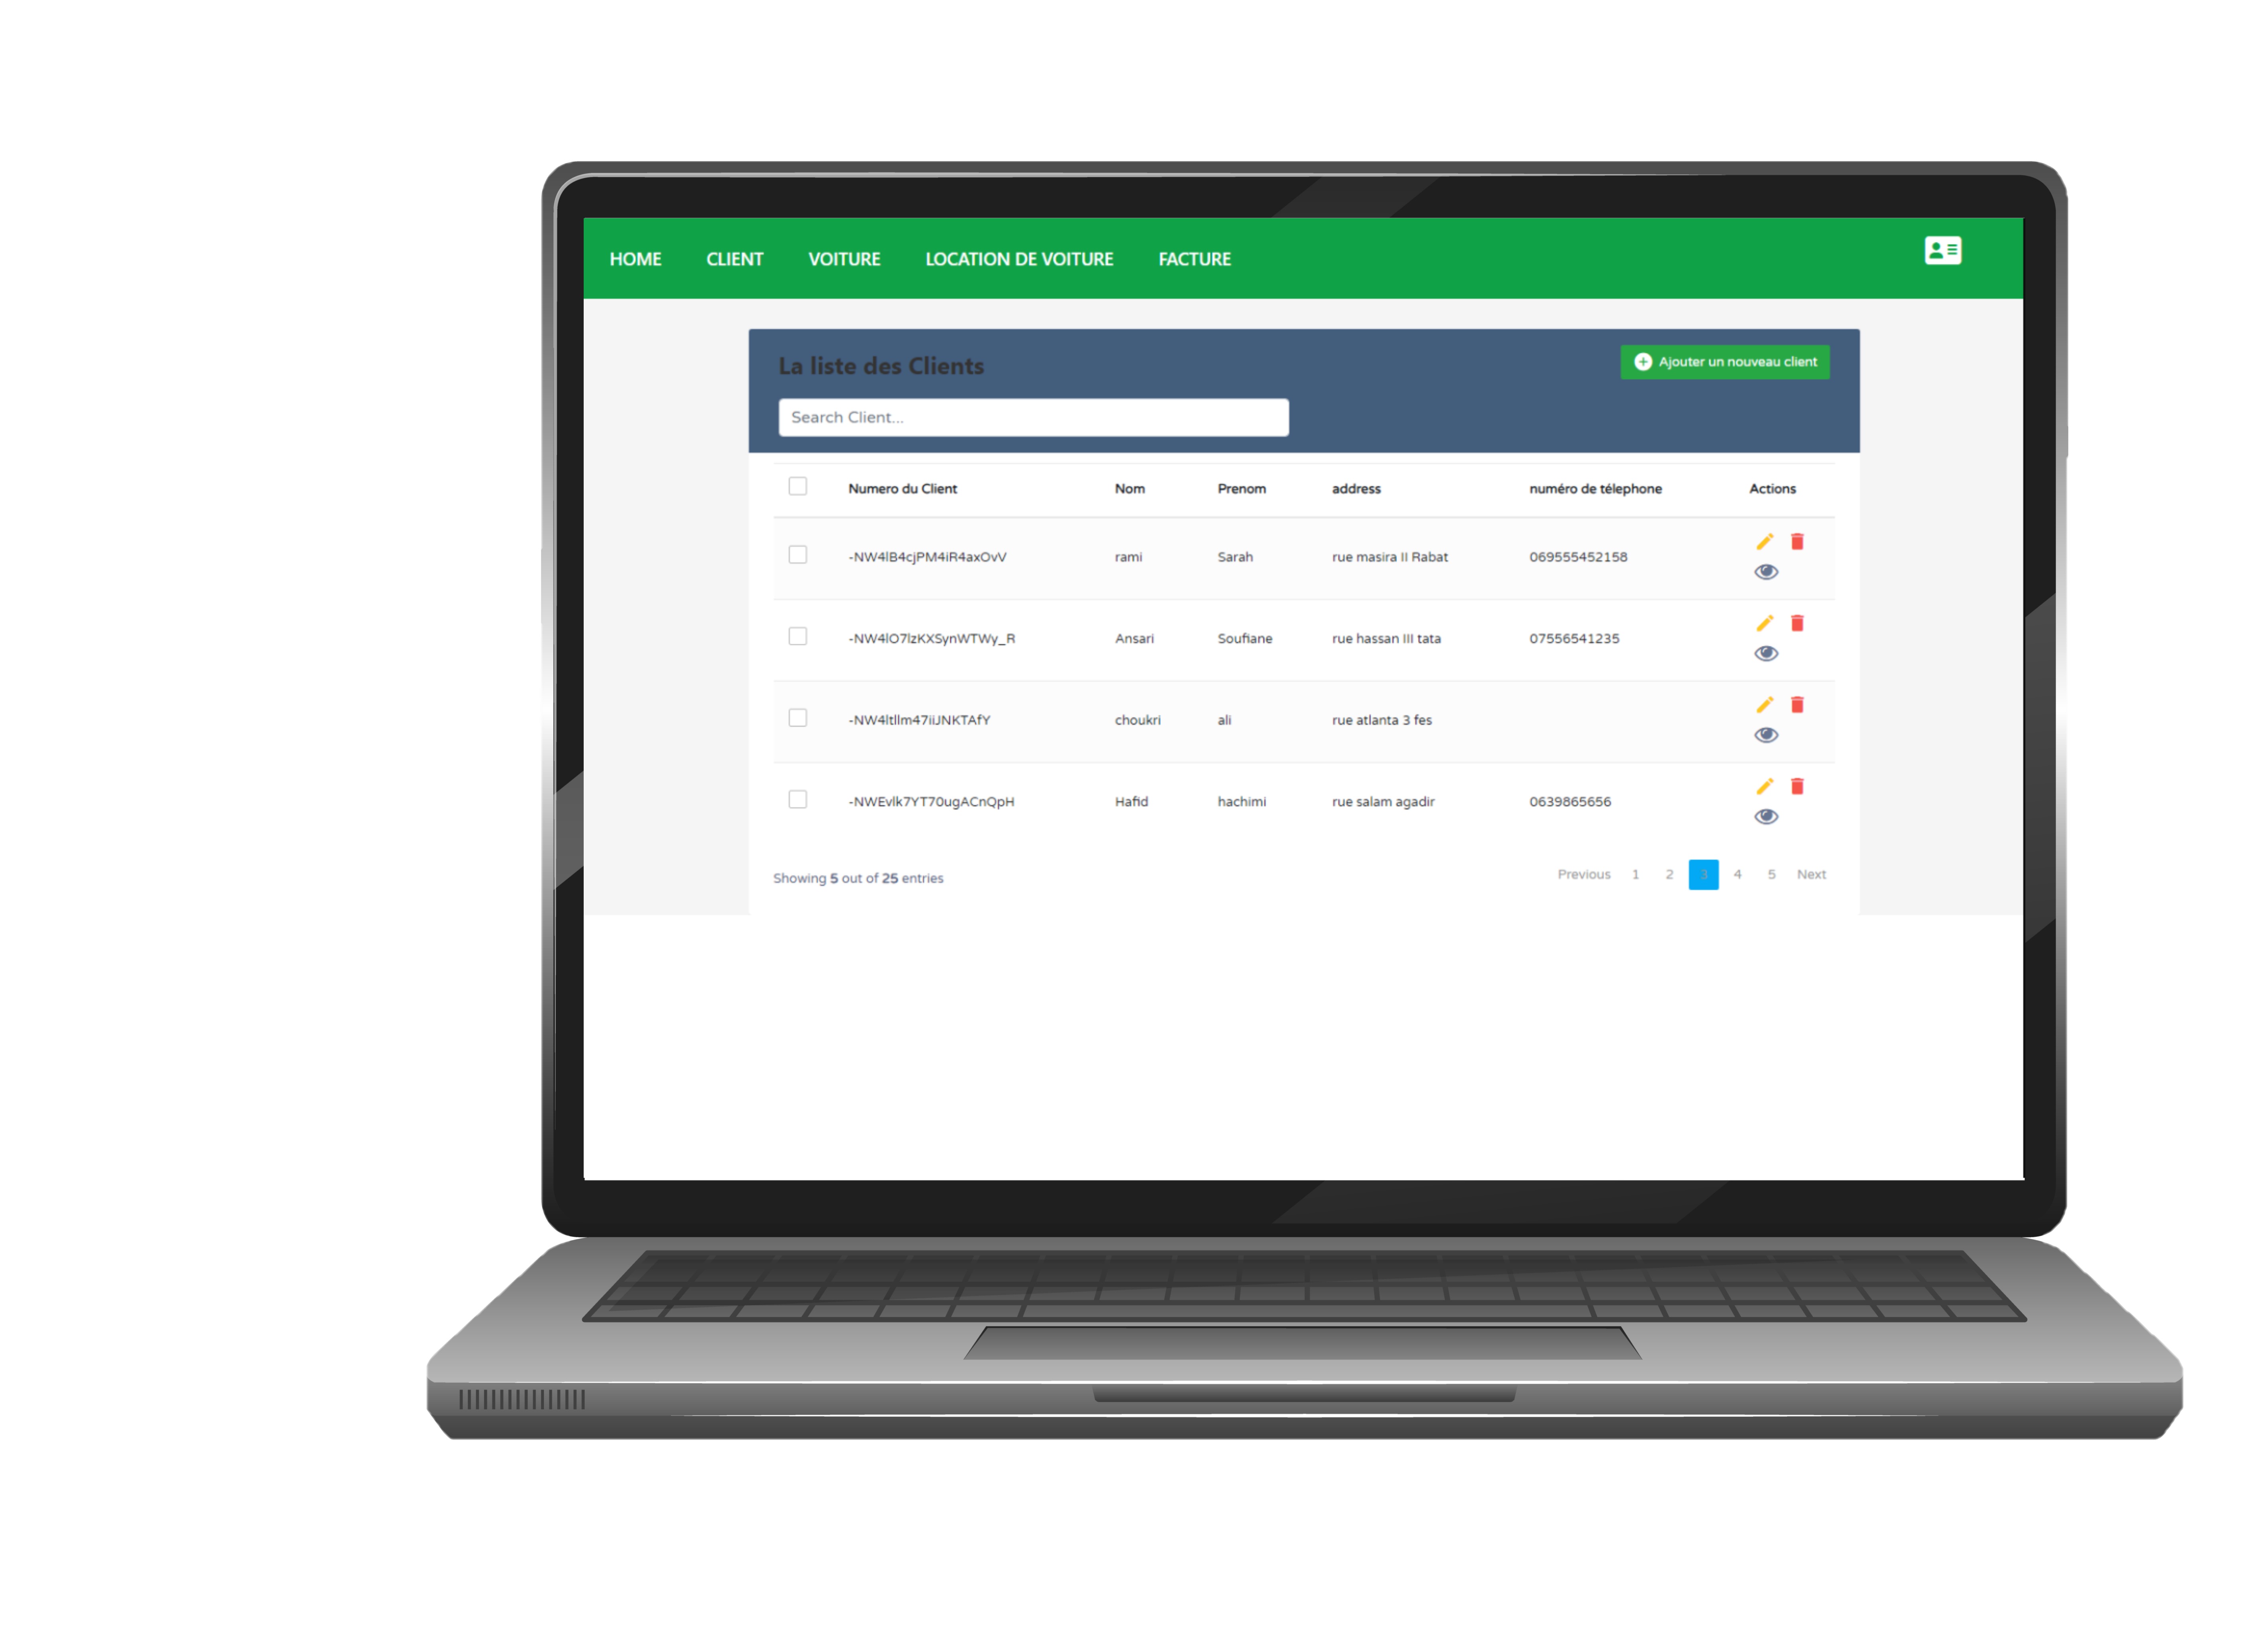 HOME CLIENT VOITURE LOCATION DE VOITURE FACTURE
La liste des Clients
Ajouter un nouveau client
Search Client...
Numero du Client Nom Prenom address numéro de télephone Actions
-NW4lB4cjPM4iR4axOvV rami Sarah rue masira II Rabat 069555452158
-NW4lO7lzKXSynWTWy_R Ansari Soufiane rue hassan III tata 07556541235
-NW4ltllm47iiJNKTAfY choukri ali rue atlanta 3 fes
-NWEvlk7YT70ugACnQpH Hafid hachimi rue salam agadir 0639865656
Showing 5 out of 25 entries Previous 1 2 3 4 5 Next